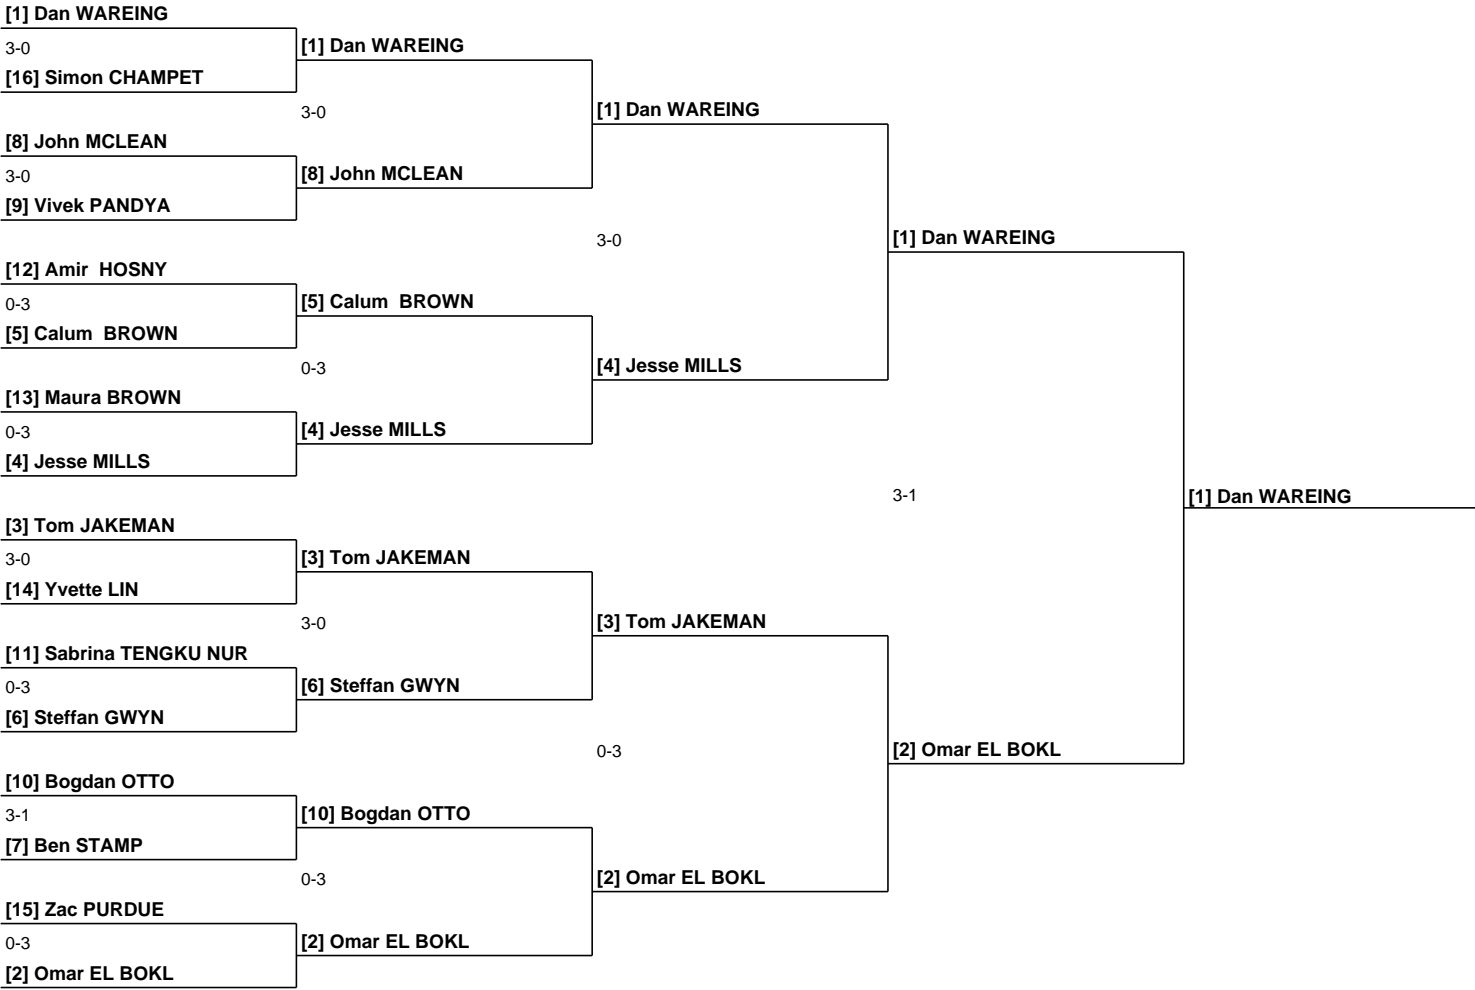 [1] Dan WAREING
3-0
[16] Simon CHAMPET
[8] John MCLEAN
3-0
[9] Vivek PANDYA
[12] Amir  HOSNY
0-3
[5] Calum  BROWN
[13] Maura BROWN
0-3
[4] Jesse MILLS
[3] Tom JAKEMAN
3-0
[14] Yvette LIN
[11] Sabrina TENGKU NUR
0-3
[6] Steffan GWYN
[10] Bogdan OTTO
3-1
[7] Ben STAMP
[15] Zac PURDUE
0-3
[2] Omar EL BOKL
[1] Dan WAREING
3-0
[8] John MCLEAN
[5] Calum  BROWN
0-3
[4] Jesse MILLS
[3] Tom JAKEMAN
3-0
[6] Steffan GWYN
[10] Bogdan OTTO
0-3
[2] Omar EL BOKL
[1] Dan WAREING
3-0
[4] Jesse MILLS
[3] Tom JAKEMAN
0-3
[2] Omar EL BOKL
[1] Dan WAREING
3-1
[2] Omar EL BOKL
[1] Dan WAREING